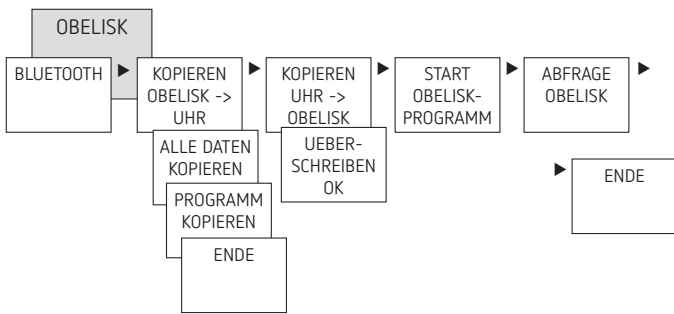 OBELISK
BLUETOOTH
KOPIEREN
OBELISK ->
UHR
ALLE DATEN
KOPIEREN
PROGRAMM
KOPIEREN
ENDE
KOPIEREN
UHR ->
OBELISK
UEBER-
SCHREIBEN
OK
START
OBELISK-
PROGRAMM
ABFRAGE
OBELISK
ENDE